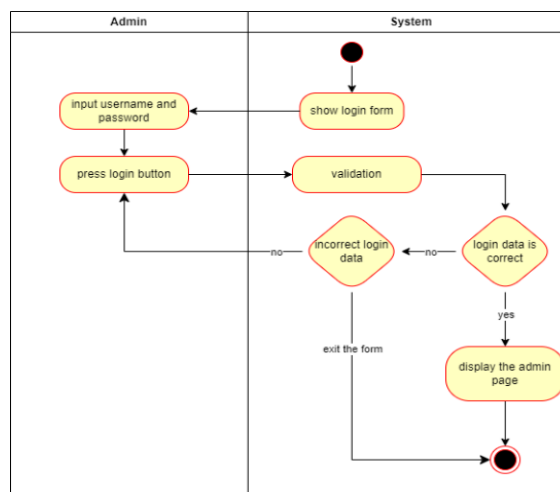 Admin
System
input username and
password
show login form
press login button
validation
incorrect login
data
login data is
correct
no
no
yes
exit the form
display the admin
page